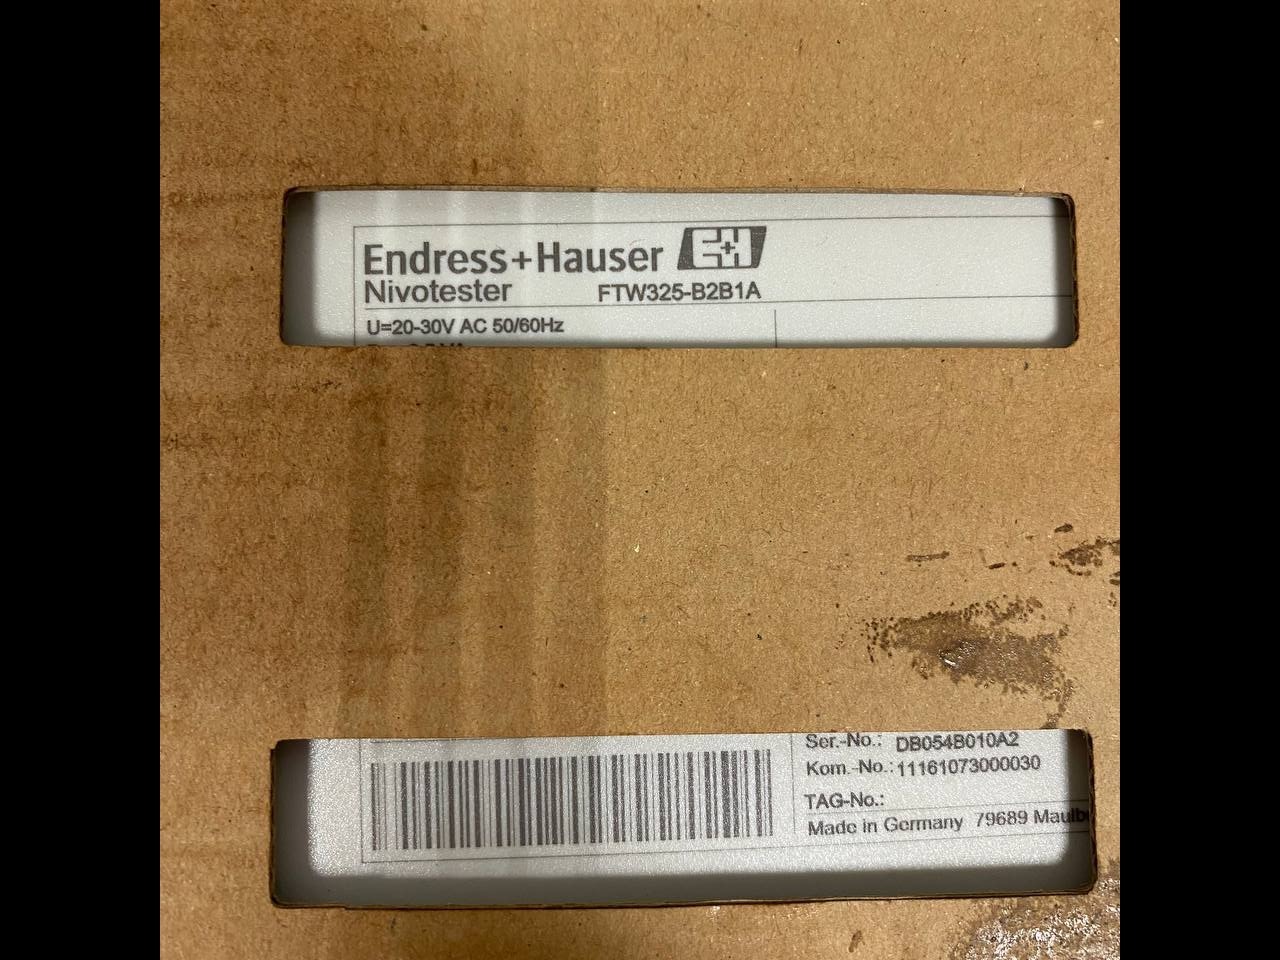 Endress+Hauser E+H
Nivotester FTW325-B2B1A
U=20-30V AC 50/60Hz
Ser.-No.: DB054B010A2
Kom.-No.: 11161073000030
TAG-No.:
Made in Germany 79689